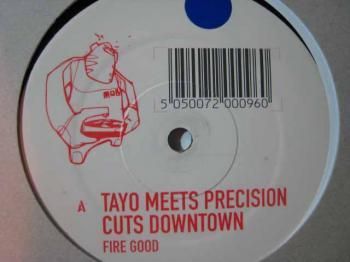 5 050072 000960
A TAYO MEETS PRECISION
CUTS DOWNTOWN
FIRE GOOD